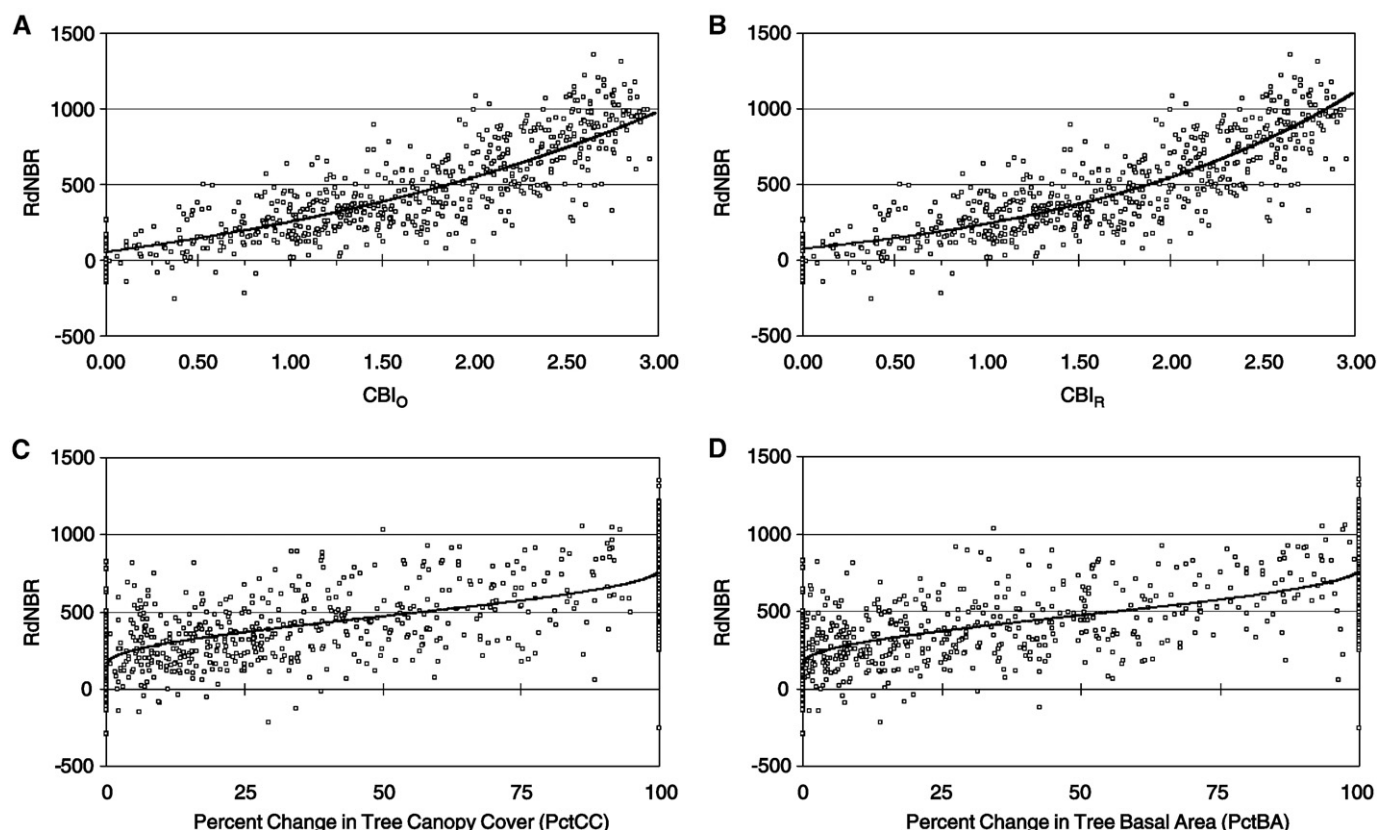 A
1500
1000
500
0
-500
RdNBR
0.00 0.50 1.00 1.50 2.00 2.50 3.00
CBIO
B
1500
1000
500
0
-500
RdNBR
0.00 0.50 1.00 1.50 2.00 2.50 3.00
CBIR
C
1500
1000
500
0
-500
RdNBR
0 25 50 75 100
Percent Change in Tree Canopy Cover (PctCC)
D
1500
1000
500
0
-500
RdNBR
0 25 50 75 100
Percent Change in Tree Basal Area (PctBA)